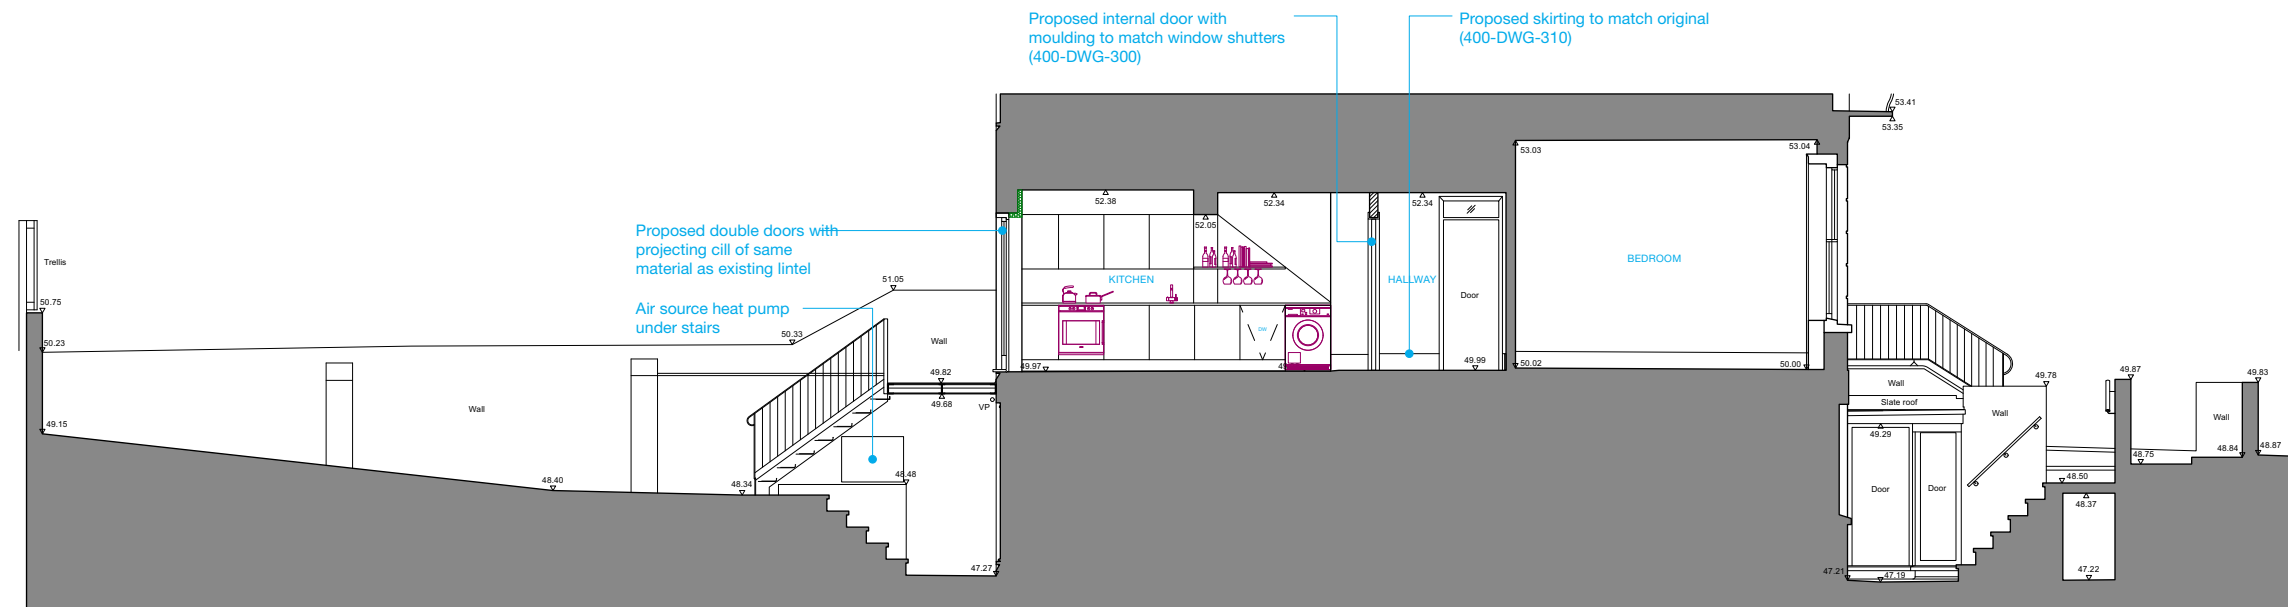 Proposed internal door with
moulding to match window shutters
(400-DWG-300)
Proposed skirting to match original
(400-DWG-310)
53.41
53.35
53.03
53.04
52.38
52.34
52.34
52.05
Proposed double doors with
projecting cill of same
material as existing lintel
Trellis
KITCHEN
HALLWAY
BEDROOM
51.05
Air source heat pump
under stairs
50.75
50.33
50.23
Door
DW
Wall
49.97
49.99
50.02
50.00
49.82
49.68
VP
Wall
49.15
48.40
48.34
48.48
47.27
Wall
Slate roof
Wall
49.78
49.87
49.83
Wall
49.29
48.75
48.84
48.87
48.50
48.37
Door
Door
47.21
47.19
47.22